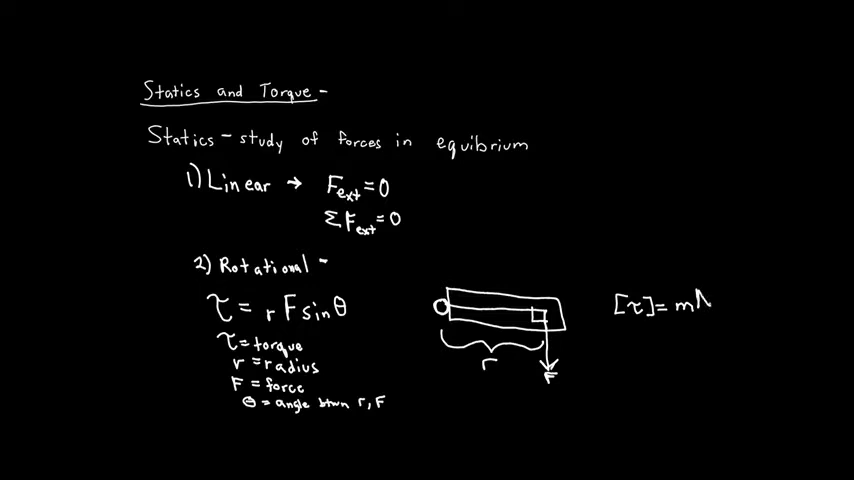 Statics and Torque -
Statics - study of forces in equibrium
1) Linear → Fext = 0
ΣFext = 0
2) Rotational -
τ = r F sin θ
τ = torque
r = radius
F = force
θ = angle btwn r, F
r
F
[τ] = m